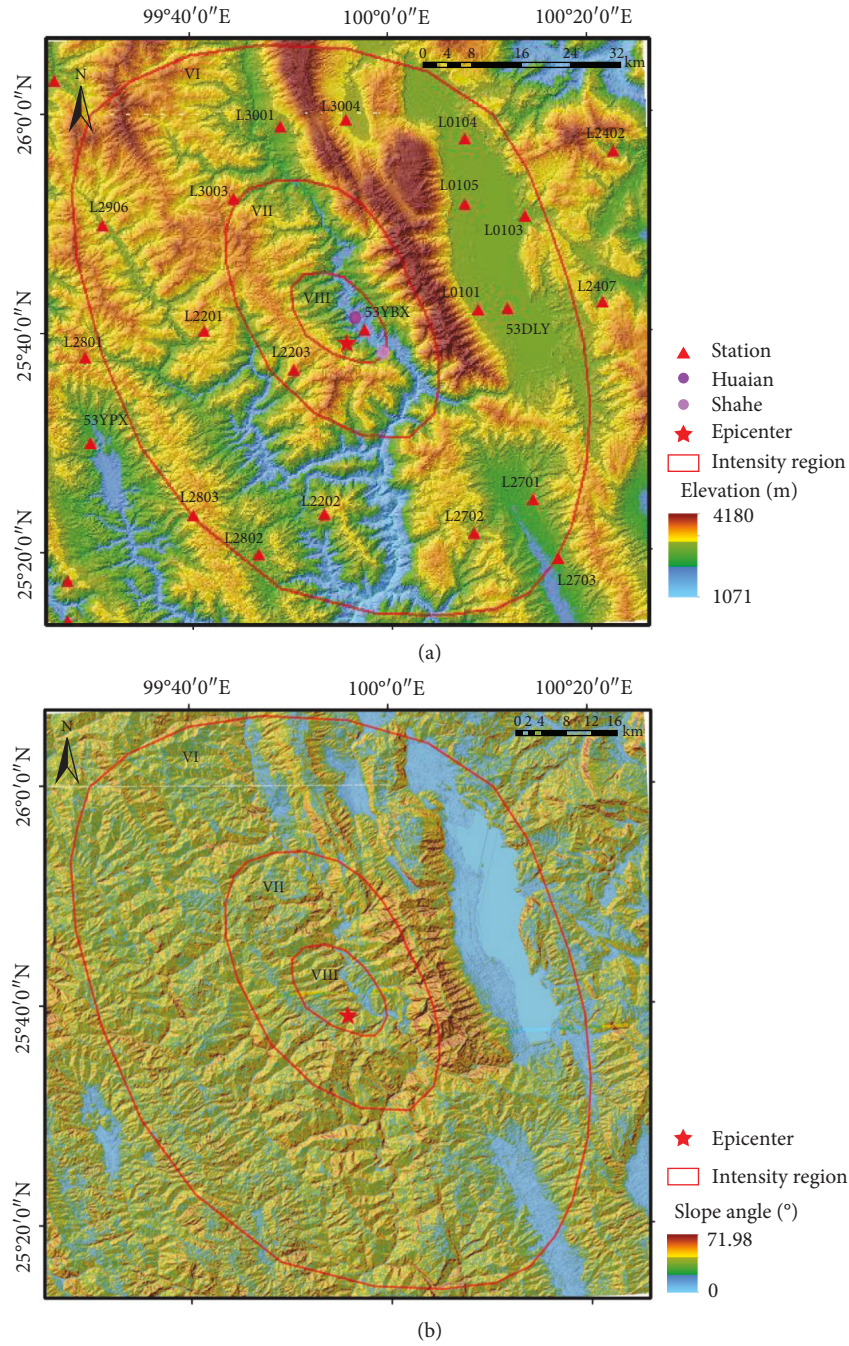 99°40′0″E 100°0′0″E 100°20′0″E
0 4 8 16 24 32
km
N
VI
26°0′0″N
L3001
L3004
L0104
L2402
L3003
L0105
VII
L2906
L0103
VIII
L2407
L2201
53YBX
L0101
53DLY
25°40′0″N
L2801
L2203
53YPX
L2701
L2803
L2202
L2702
L2802
L2703
25°20′0″N
Station
Huaian
Shahe
Epicenter
Intensity region
Elevation (m)
4180
1071
(a)
99°40′0″E 100°0′0″E 100°20′0″E
0 2 4 8 12 16
km
N
VI
26°0′0″N
VII
VIII
25°40′0″N
25°20′0″N
Epicenter
Intensity region
Slope angle (°)
71.98
0
(b)